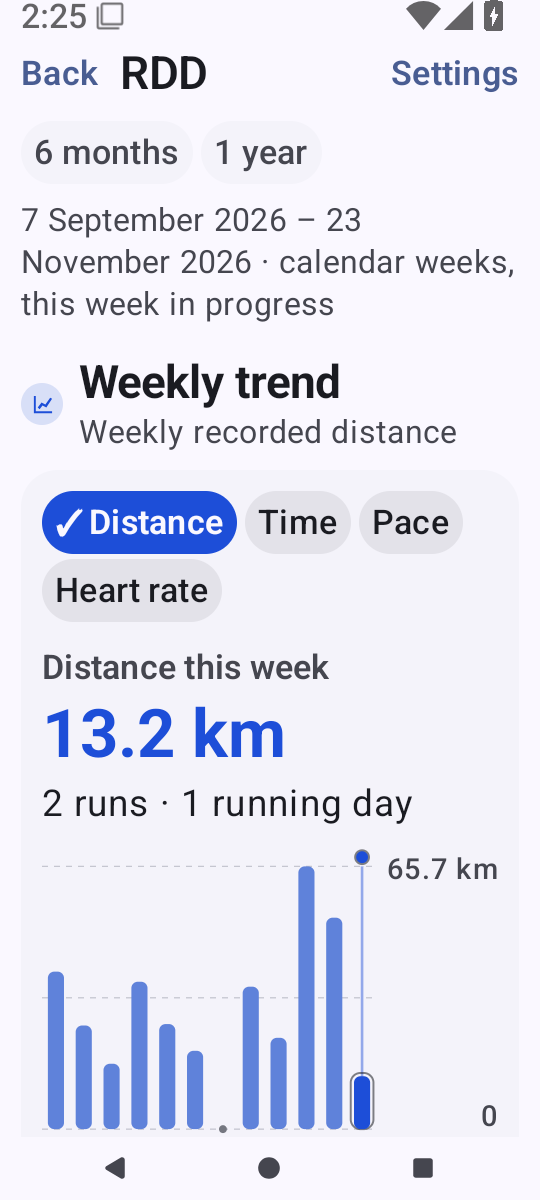 2:25
Back RDD Settings
6 months 1 year
7 September 2026 – 23
November 2026 · calendar weeks,
this week in progress
Weekly trend
Weekly recorded distance
✓ Distance Time Pace
Heart rate
Distance this week
13.2 km
2 runs · 1 running day
65.7 km
0